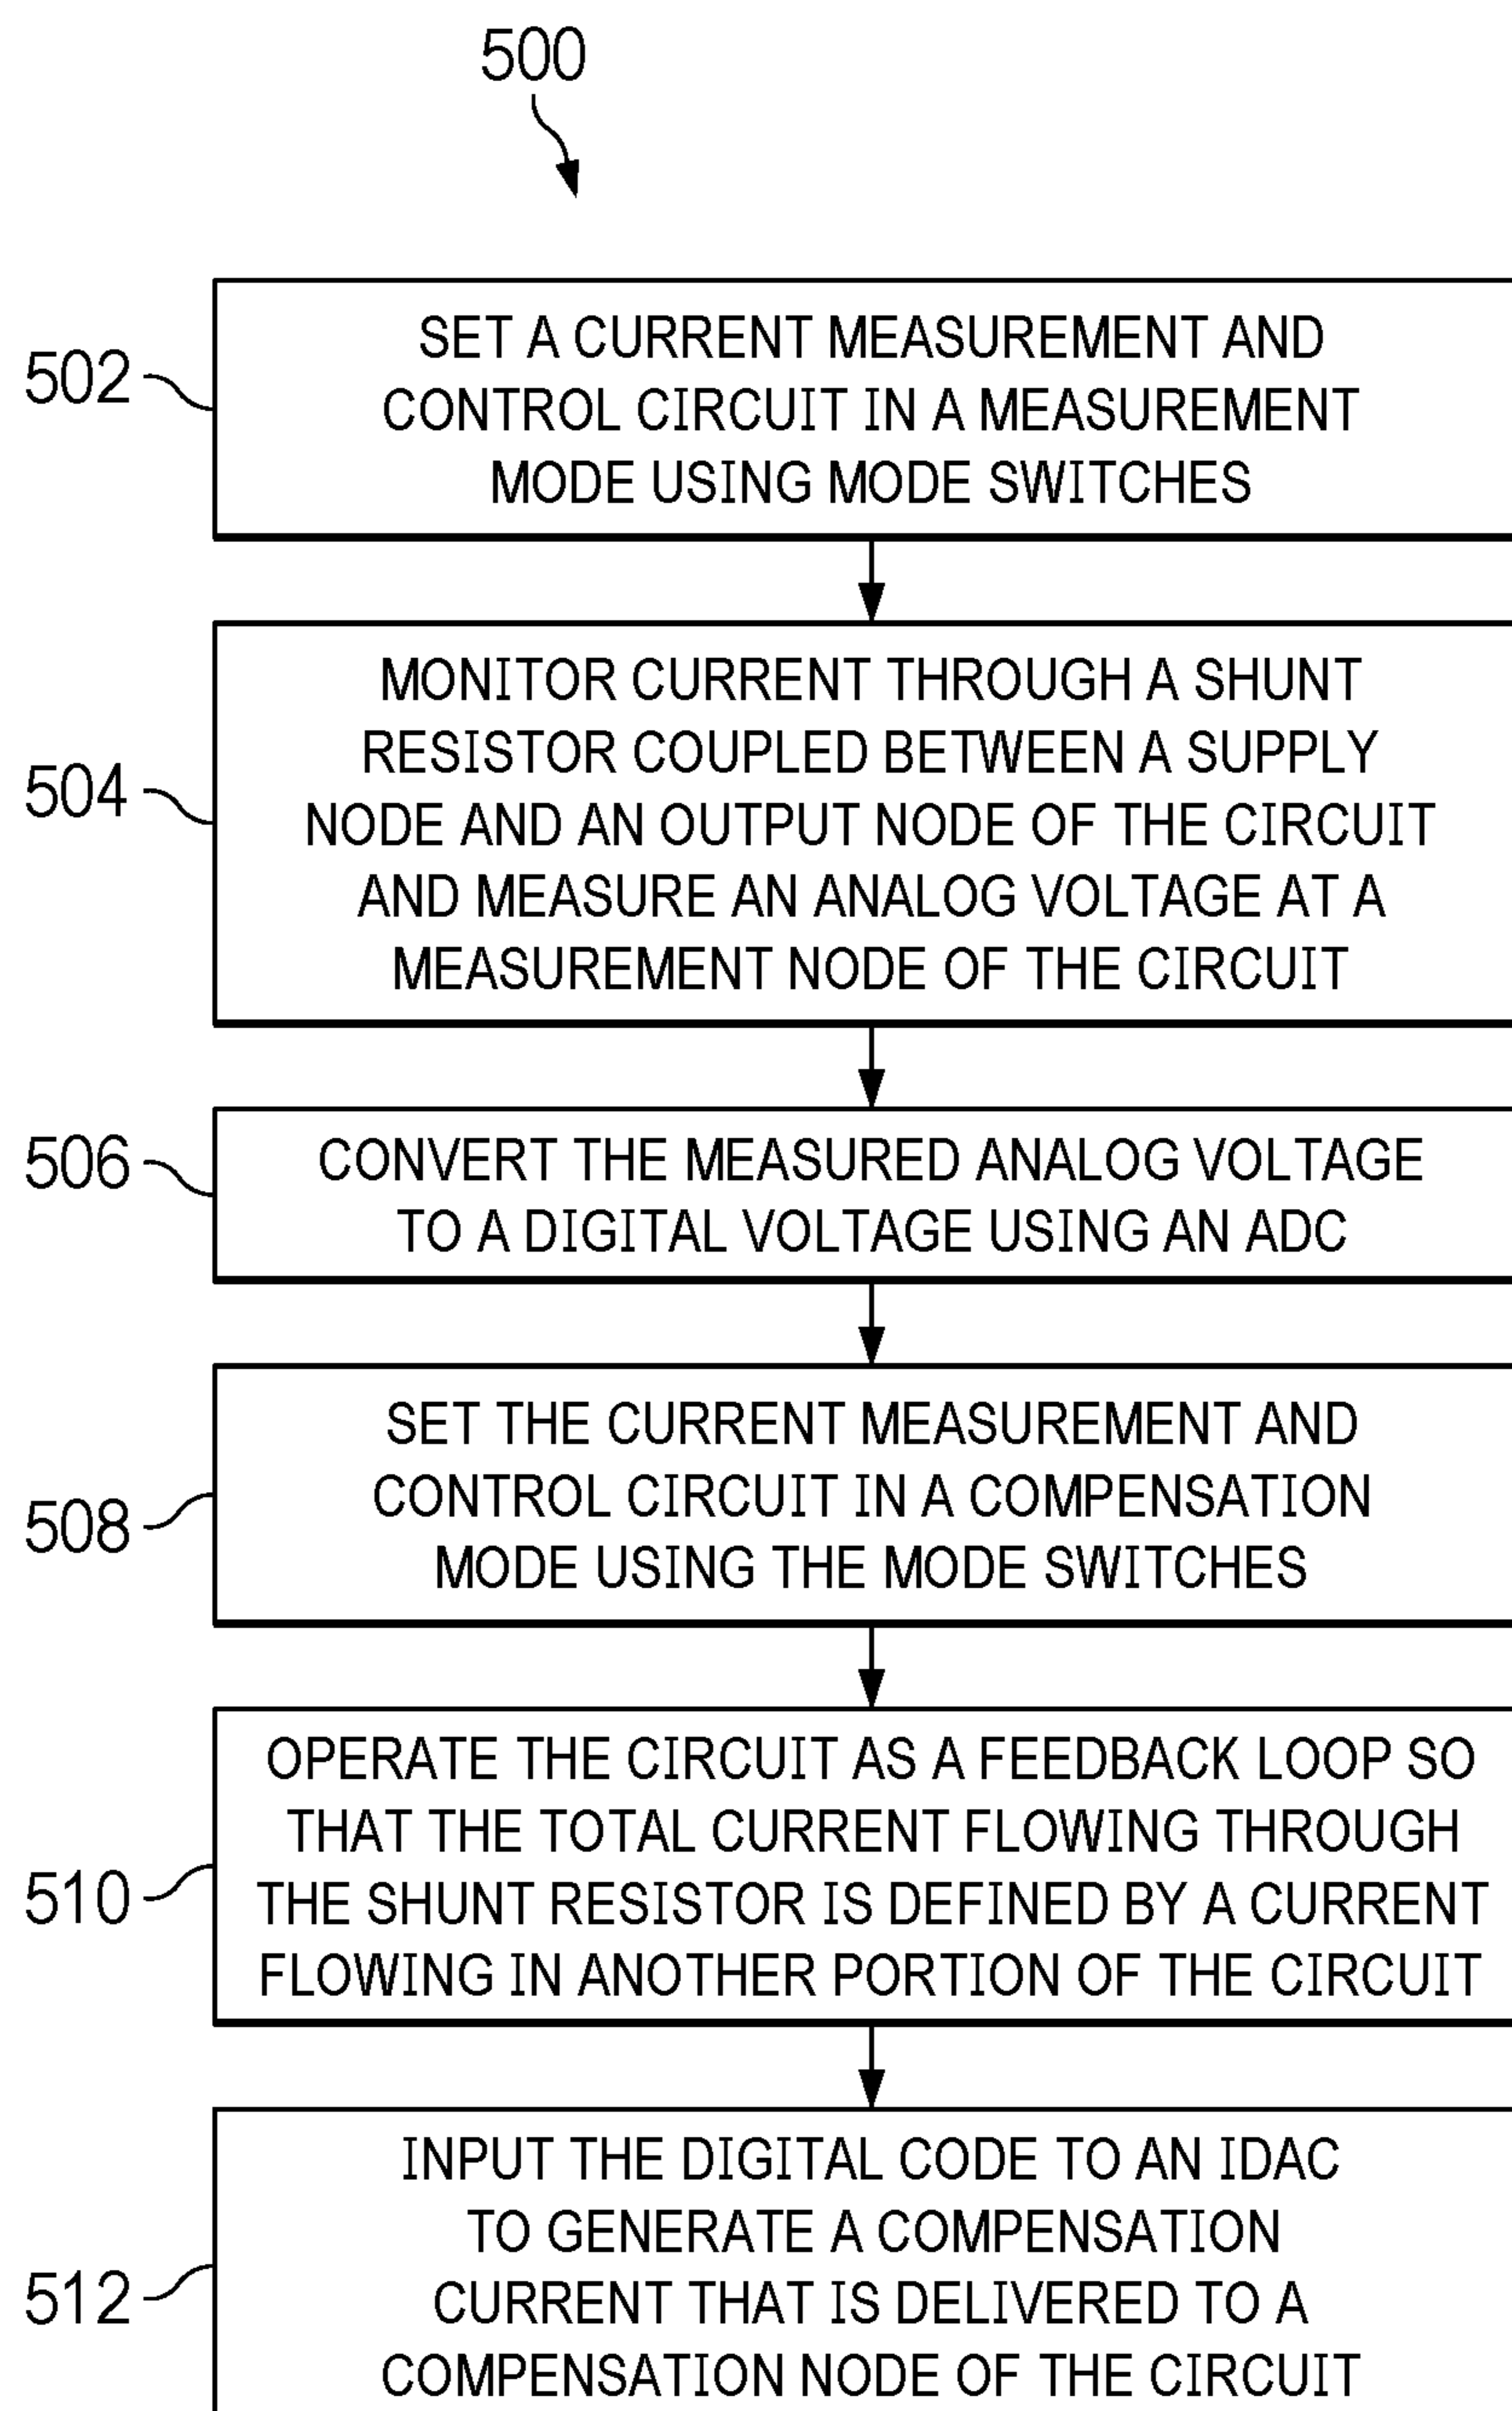 500
502
SET A CURRENT MEASUREMENT AND
CONTROL CIRCUIT IN A MEASUREMENT
MODE USING MODE SWITCHES
504
MONITOR CURRENT THROUGH A SHUNT
RESISTOR COUPLED BETWEEN A SUPPLY
NODE AND AN OUTPUT NODE OF THE CIRCUIT
AND MEASURE AN ANALOG VOLTAGE AT A
MEASUREMENT NODE OF THE CIRCUIT
506
CONVERT THE MEASURED ANALOG VOLTAGE
TO A DIGITAL VOLTAGE USING AN ADC
508
SET THE CURRENT MEASUREMENT AND
CONTROL CIRCUIT IN A COMPENSATION
MODE USING THE MODE SWITCHES
510
OPERATE THE CIRCUIT AS A FEEDBACK LOOP SO
THAT THE TOTAL CURRENT FLOWING THROUGH
THE SHUNT RESISTOR IS DEFINED BY A CURRENT
FLOWING IN ANOTHER PORTION OF THE CIRCUIT
512
INPUT THE DIGITAL CODE TO AN IDAC
TO GENERATE A COMPENSATION
CURRENT THAT IS DELIVERED TO A
COMPENSATION NODE OF THE CIRCUIT